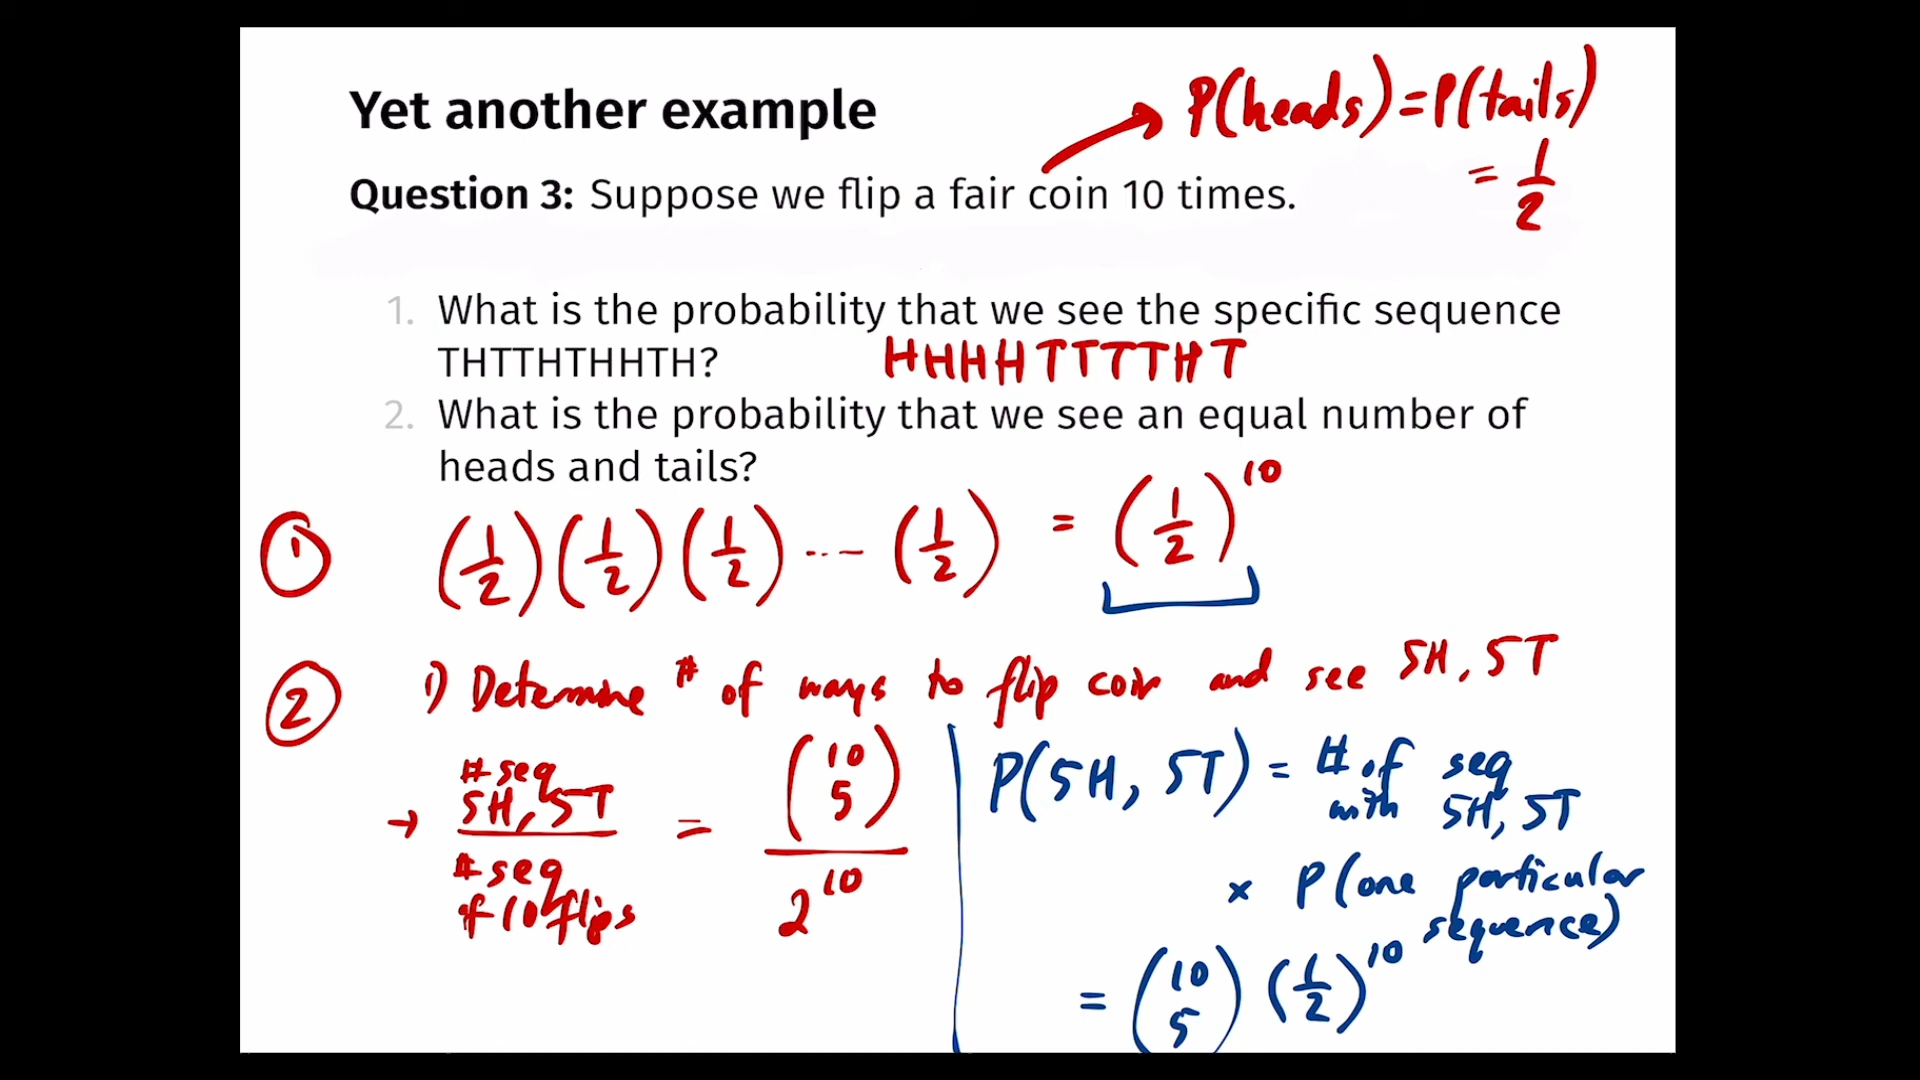 Yet another example
P(heads) = P(tails)
= 1/2
Question 3: Suppose we flip a fair coin 10 times.
1. What is the probability that we see the specific sequence
THTTHTHHTH? HHHHTTTTHT
2. What is the probability that we see an equal number of
heads and tails?
① (1/2)(1/2)(1/2) ... (1/2) = (1/2)^10
② 1) Determine # of ways to flip coin and see 5H, 5T
→ # seq 5H, 5T / # seq of 10 flips = (10 5) / 2^10
P(5H, 5T) = # of seq
with 5H, 5T
x P(one particular
sequence)
= (10 5) (1/2)^10